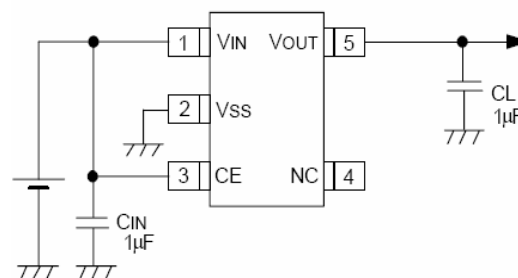 1 VIN VOUT 5
2 VSS
3 CE NC 4
CIN
1μF
CL
1μF